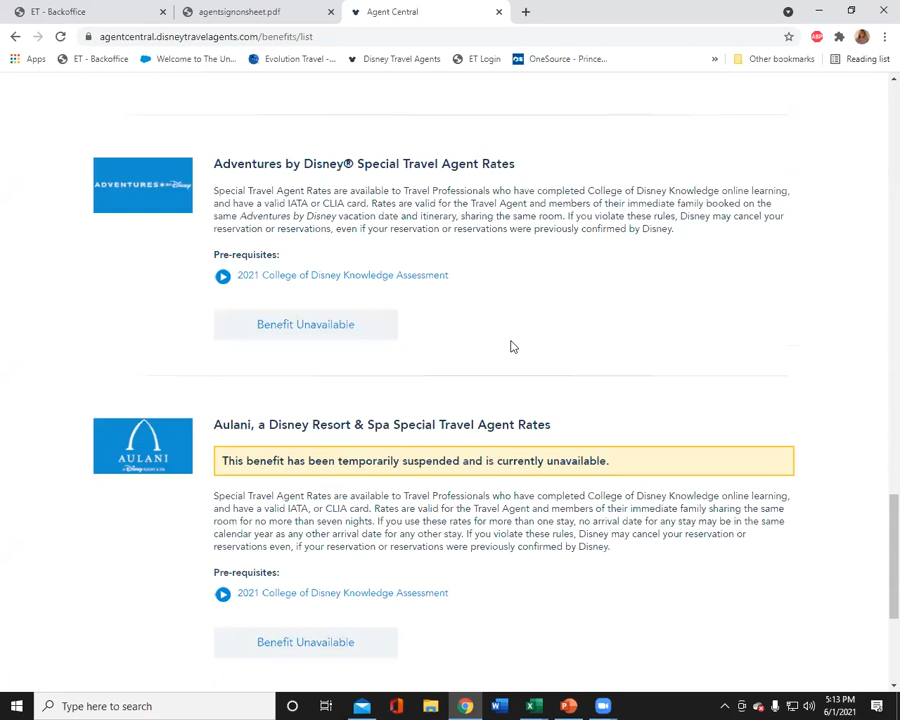 ET - Backoffice
agentsignonsheet.pdf
Agent Central
agentcentral.disneytravelagents.com/benefits/list
ABP
Apps
ET - Backoffice
Welcome to The Un...
Evolution Travel -...
Disney Travel Agents
ET Login
OneSource - Prince...
»
Other bookmarks
Reading list
ADVENTURES by Disney
Adventures by Disney® Special Travel Agent Rates
Special Travel Agent Rates are available to Travel Professionals who have completed College of Disney Knowledge online learning,
and have a valid IATA or CLIA card. Rates are valid for the Travel Agent and members of their immediate family booked on the
same Adventures by Disney vacation date and itinerary, sharing the same room. If you violate these rules, Disney may cancel your
reservation or reservations, even if your reservation or reservations were previously confirmed by Disney.
Pre-requisites:
2021 College of Disney Knowledge Assessment
Benefit Unavailable
AULANI
Aulani, a Disney Resort & Spa Special Travel Agent Rates
This benefit has been temporarily suspended and is currently unavailable.
Special Travel Agent Rates are available to Travel Professionals who have completed College of Disney Knowledge online learning,
and have a valid IATA, or CLIA card. Rates are valid for the Travel Agent and members of their immediate family sharing the same
room for no more than seven nights. If you use these rates for more than one stay, no arrival date for any stay may be in the same
calendar year as any other arrival date for any other stay. If you violate these rules, Disney may cancel your reservation or
reservations even, if your reservation or reservations were previously confirmed by Disney.
Pre-requisites:
2021 College of Disney Knowledge Assessment
Benefit Unavailable
Type here to search
5:13 PM
6/1/2021